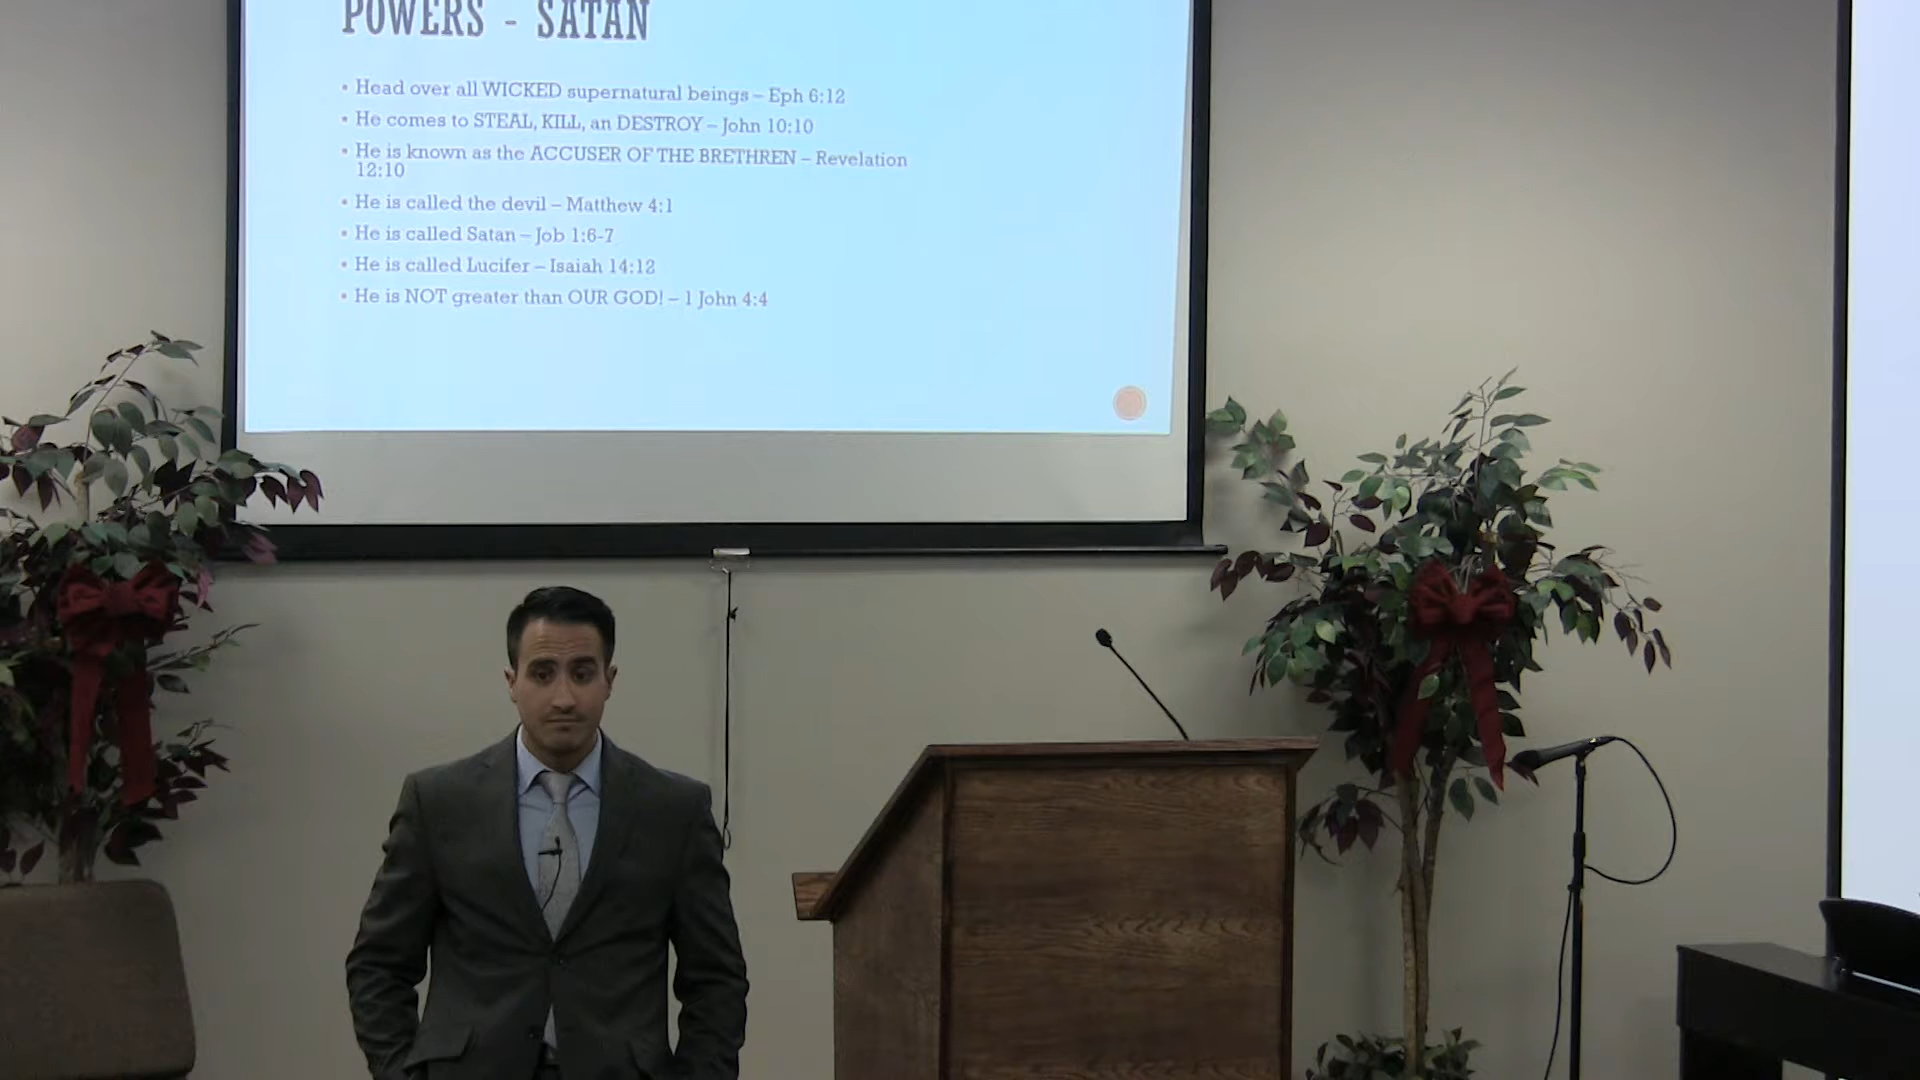 POWERS - SATAN
• Head over all WICKED supernatural beings – Eph 6:12
• He comes to STEAL, KILL, an DESTROY – John 10:10
• He is known as the ACCUSER OF THE BRETHREN – Revelation
12:10
• He is called the devil – Matthew 4:1
• He is called Satan – Job 1:6-7
• He is called Lucifer – Isaiah 14:12
• He is NOT greater than OUR GOD! – 1 John 4:4